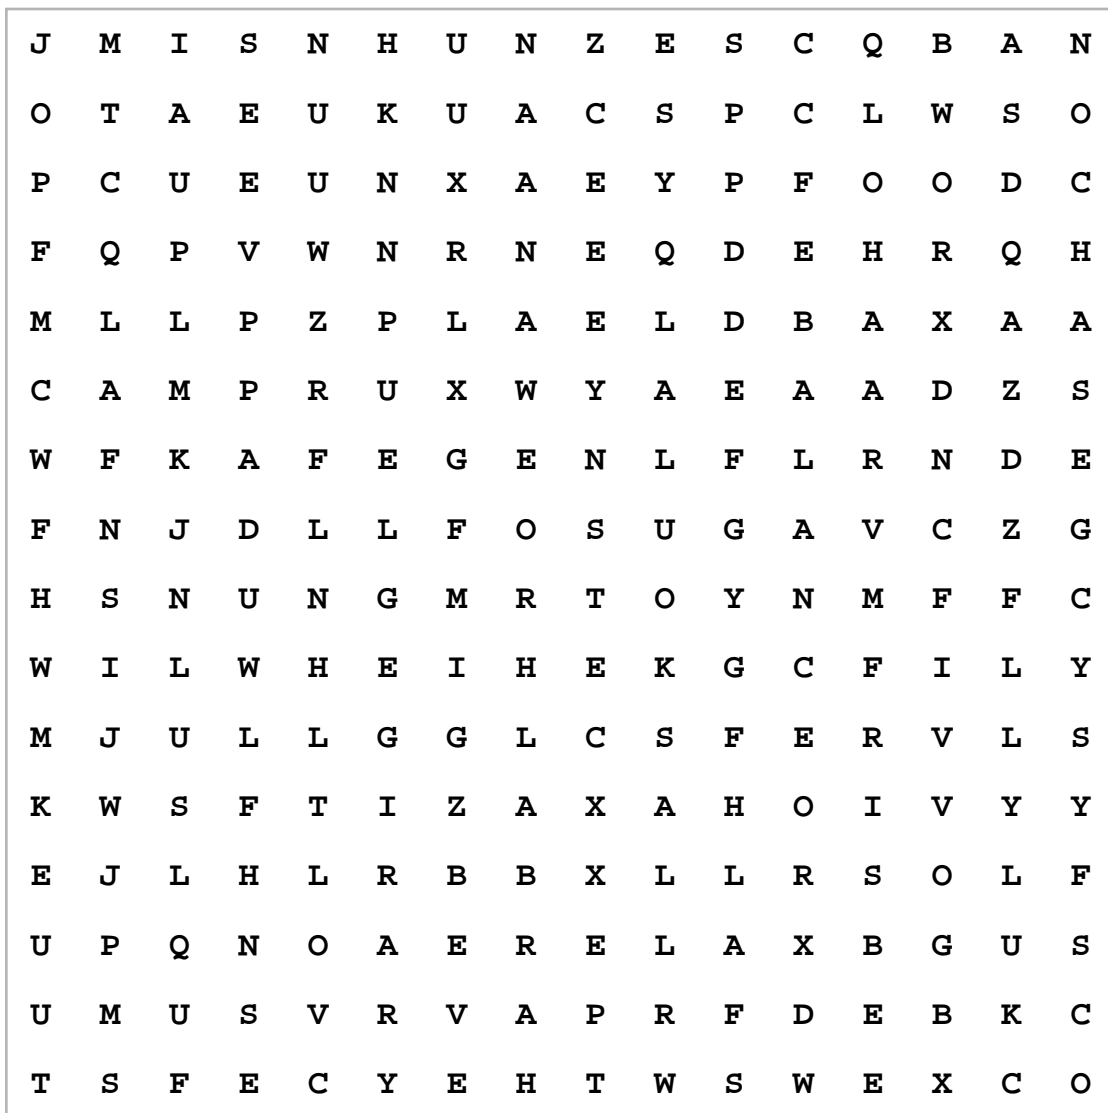 J M I S N H U N Z E S C Q B A N
O T A E U K U A C S P C L W S O
P C U E U N X A E Y P F O O D C
F Q P V W N R N E Q D E H R Q H
M L L P Z P L A E L D B A X A A
C A M P R U X W Y A E A A D Z S
W F K A F E G E N L F L R N D E
F N J D L L F O S U G A V C Z G
H S N U N G M R T O Y N M F F C
W I L W H E I H E K G C F I L Y
M J U L L G G L C S F E R V L S
K W S F T I Z A X A H O I V Y Y
E J L H L R B B X L L R S O L F
U P Q N O A E R E L A X B G U S
U M U S V R V A P R F D E B K C
T S F E C Y E H T W S W E X C O